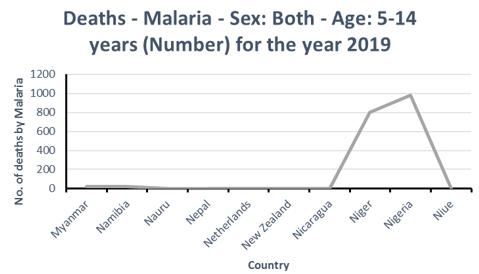 Deaths - Malaria - Sex: Both - Age: 5-14
years (Number) for the year 2019
No. of deaths by Malaria
1200
1000
800
600
400
200
0
Myanmar
Namibia
Nauru
Nepal
Netherlands
New Zealand
Nicaragua
Niger
Nigeria
Niue
Country